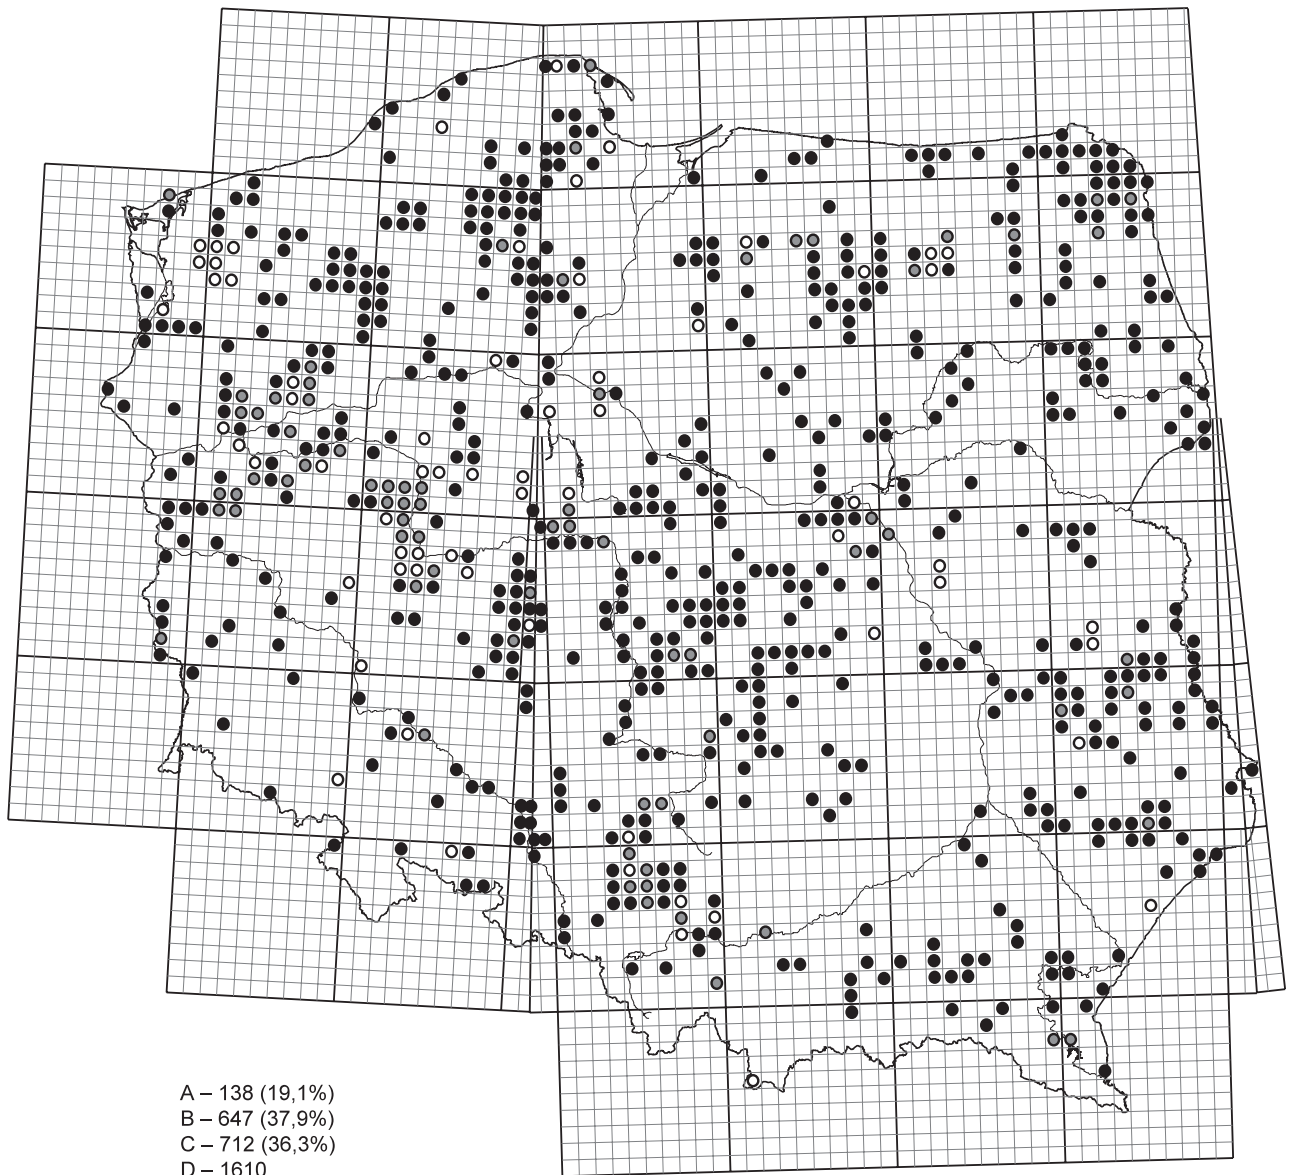 A – 138 (19,1%)
B – 647 (37,9%)
C – 712 (36,3%)
D – 1610